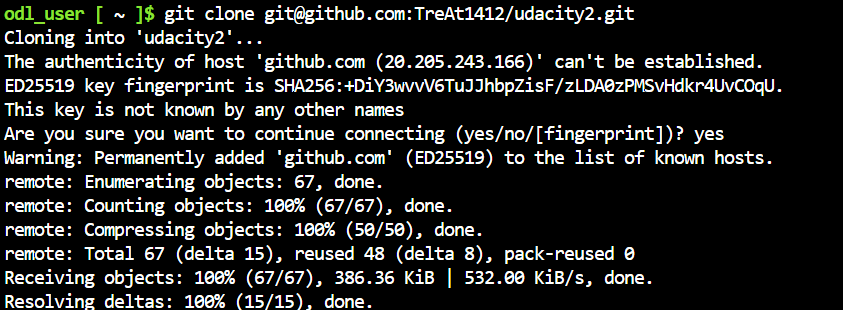 odl_user [ ~ ]$ git clone git@github.com:TreAt1412/udacity2.git
Cloning into 'udacity2'...
The authenticity of host 'github.com (20.205.243.166)' can't be established.
ED25519 key fingerprint is SHA256:+DiY3wvvV6TuJJhbpZisF/zLDA0zPMSvHdkr4UvCOqU.
This key is not known by any other names
Are you sure you want to continue connecting (yes/no/[fingerprint])? yes
Warning: Permanently added 'github.com' (ED25519) to the list of known hosts.
remote: Enumerating objects: 67, done.
remote: Counting objects: 100% (67/67), done.
remote: Compressing objects: 100% (50/50), done.
remote: Total 67 (delta 15), reused 48 (delta 8), pack-reused 0
Receiving objects: 100% (67/67), 386.36 KiB | 532.00 KiB/s, done.
Resolving deltas: 100% (15/15), done.